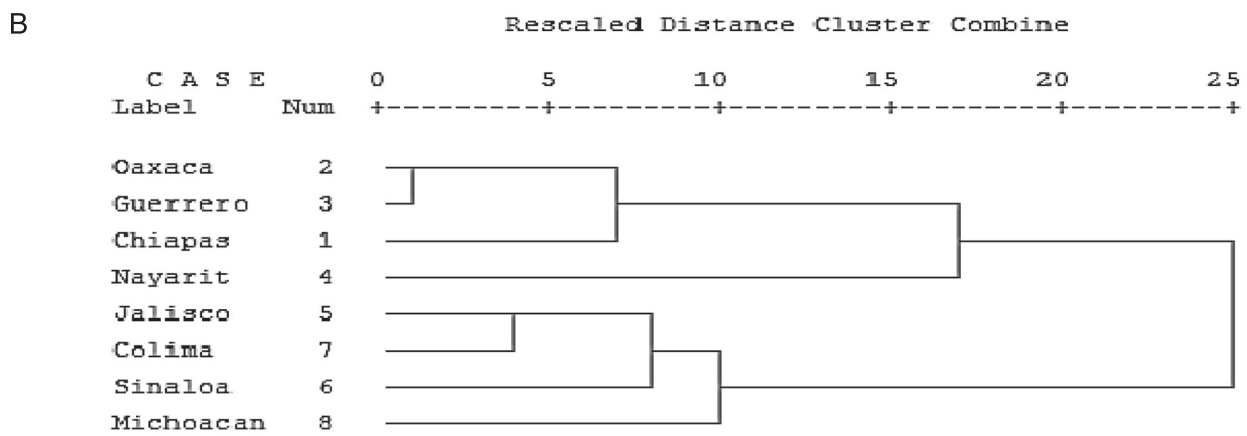 B
Rescaled Distance Cluster Combine
C A S E 0 5 10 15 20 25
Label Num +---------+---------+---------+---------+---------+
Oaxaca 2
Guerrero 3
Chiapas 1
Nayarit 4
Jalisco 5
Colima 7
Sinaloa 6
Michoacan 8